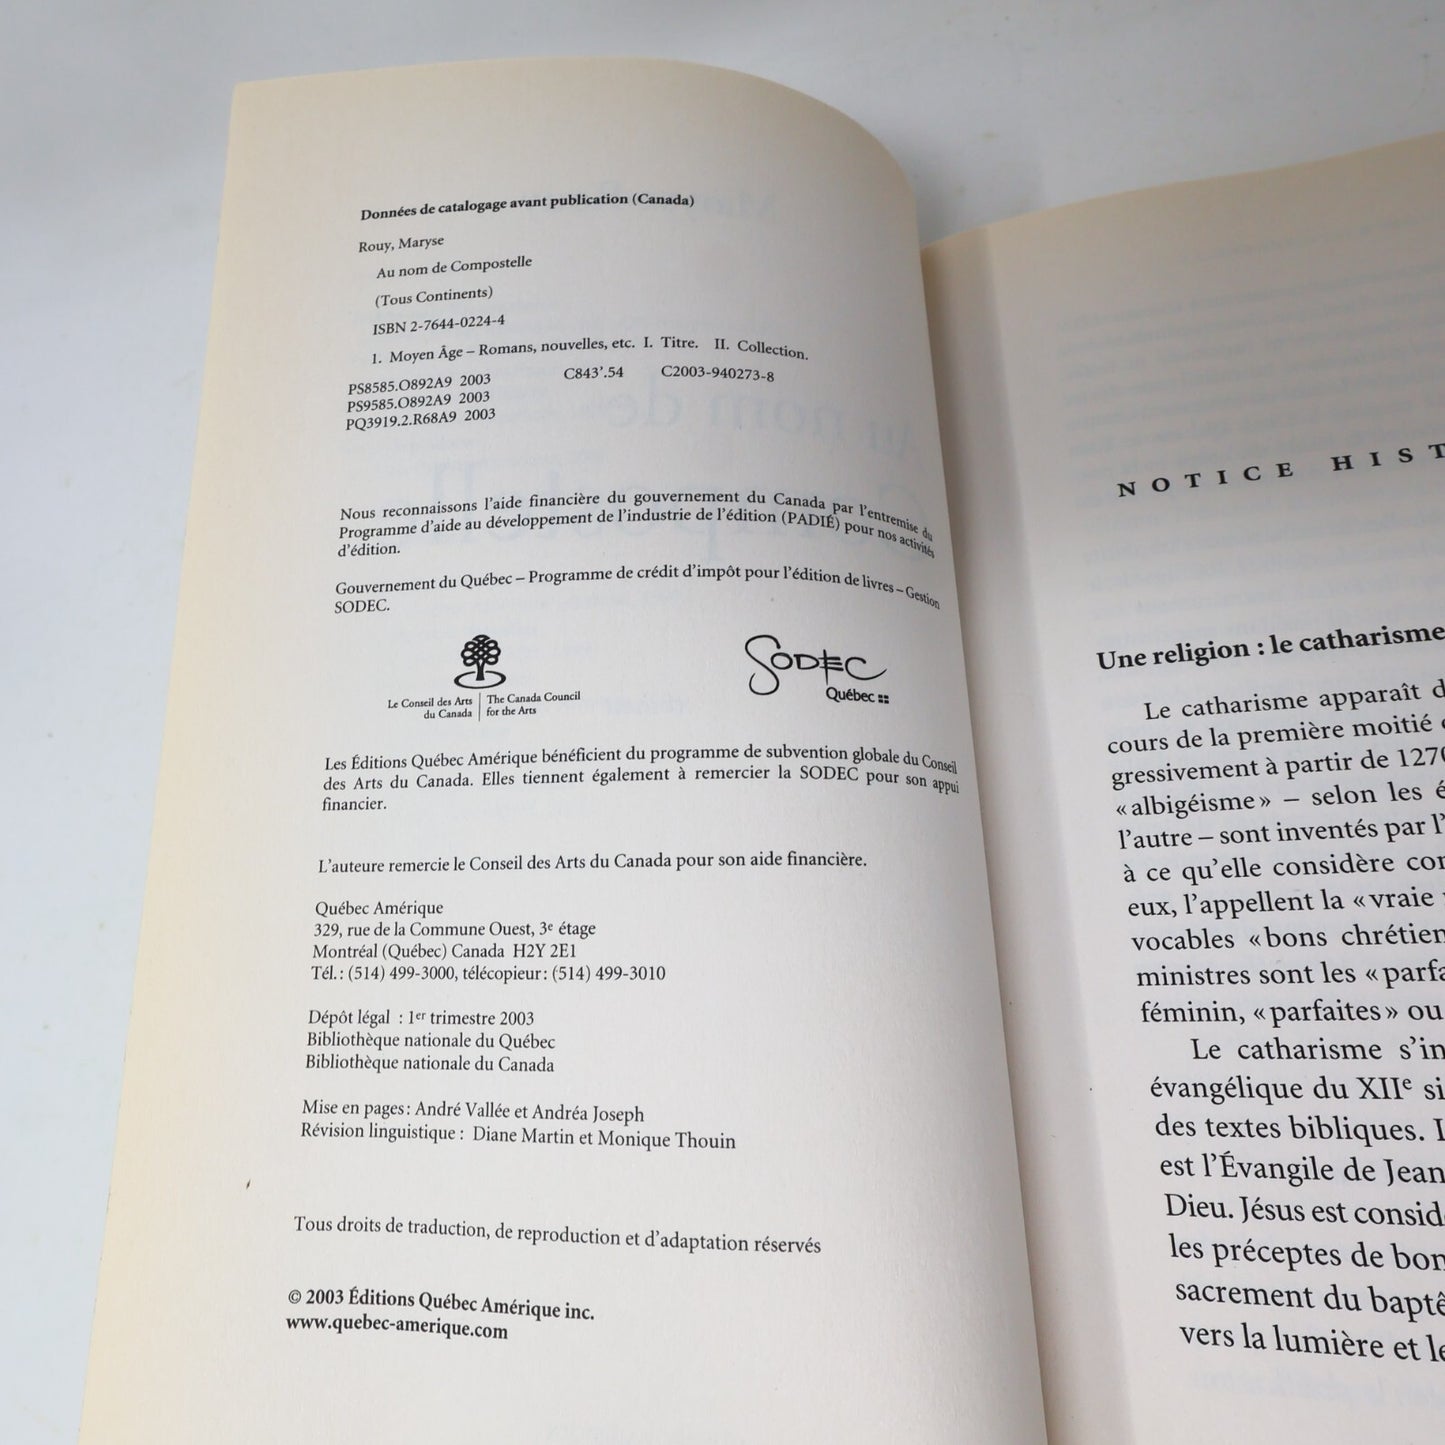 Données de catalogage avant publication (Canada)
Rouy, Maryse
Au nom de Compostelle
(Tous Continents)
ISBN 2-7644-0224-4
1. Moyen Âge – Romans, nouvelles, etc. I. Titre. II. Collection.
PS8585.O892A9 2003 C843'.54 C2003-940273-8
PS9585.O892A9 2003
PQ3919.2.R68A9 2003
Nous reconnaissons l'aide financière du gouvernement du Canada par l'entremise du
Programme d'aide au développement de l'industrie de l'édition (PADIÉ) pour nos activités
d'édition.
Gouvernement du Québec – Programme de crédit d'impôt pour l'édition de livres – Gestion
SODEC.
Le Conseil des Arts
du Canada
The Canada Council
for the Arts
SODEC
Québec
Les Éditions Québec Amérique bénéficient du programme de subvention globale du Conseil
des Arts du Canada. Elles tiennent également à remercier la SODEC pour son appui
financier.
L'auteure remercie le Conseil des Arts du Canada pour son aide financière.
Québec Amérique
329, rue de la Commune Ouest, 3e étage
Montréal (Québec) Canada H2Y 2E1
Tél.: (514) 499-3000, télécopieur: (514) 499-3010
Dépôt légal : 1er trimestre 2003
Bibliothèque nationale du Québec
Bibliothèque nationale du Canada
Mise en pages: André Vallée et Andréa Joseph
Révision linguistique : Diane Martin et Monique Thouin
Tous droits de traduction, de reproduction et d'adaptation réservés
© 2003 Éditions Québec Amérique inc.
www.quebec-amerique.com
NOTICE HIST
Une religion : le catharisme
Le catharisme apparaît d
cours de la première moitié
gressivement à partir de 1270
«albigéisme» – selon les é
l'autre – sont inventés par l'
à ce qu'elle considère con
eux, l'appellent la «vraie
vocables «bons chrétien
ministres sont les «parfa
féminin, «parfaites» ou
Le catharisme s'in
évangélique du XIIe si
des textes bibliques. I
est l'Évangile de Jean
Dieu. Jésus est considé
les préceptes de bon
sacrement du baptê
vers la lumière et le